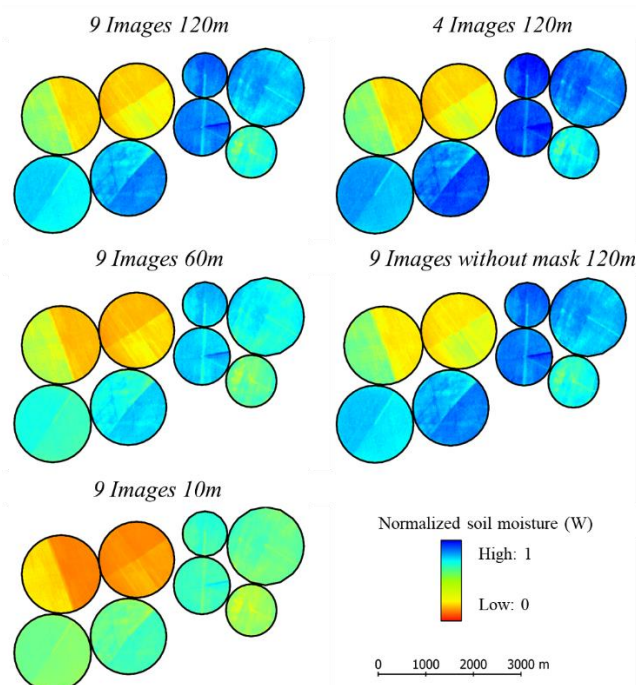 9 Images 120m
4 Images 120m
9 Images 60m
9 Images without mask 120m
9 Images 10m
Normalized soil moisture (W)
High: 1
Low: 0
0 1000 2000 3000 m